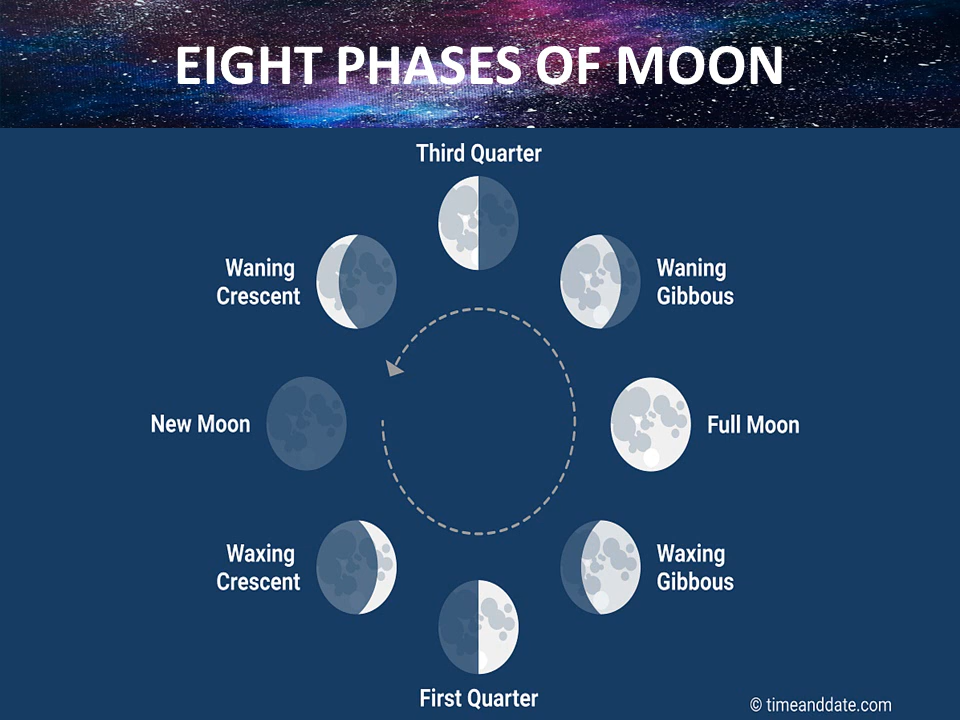 EIGHT PHASES OF MOON
Third Quarter
Waning
Crescent
Waning
Gibbous
New Moon
Full Moon
Waxing
Crescent
Waxing
Gibbous
First Quarter
© timeanddate.com